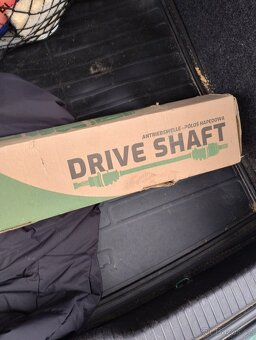 ANTRIEBSWELLE • PÓŁOŚ NAPĘDOWA
DRIVE SHAFT